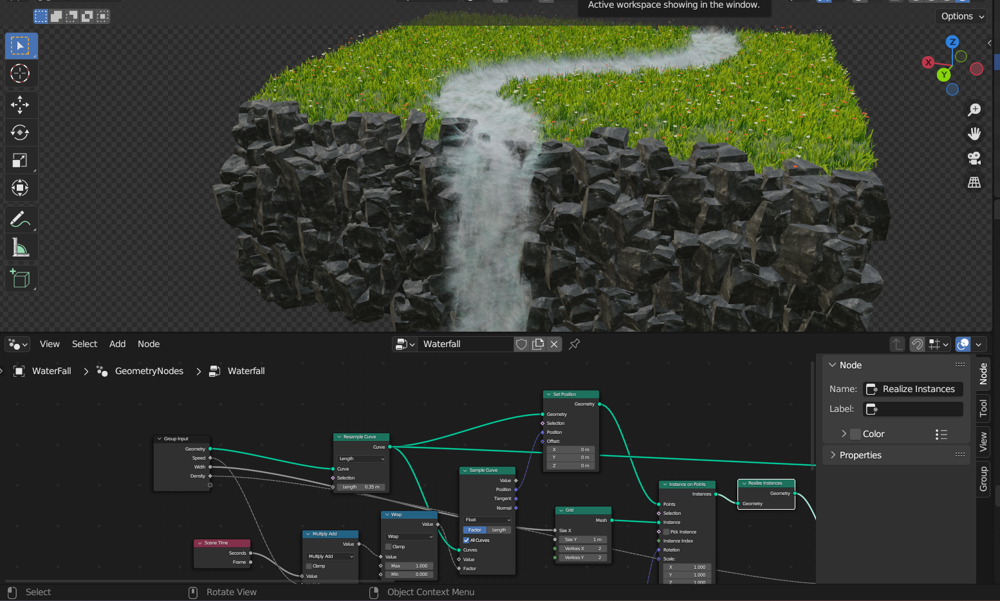 Active workspace showing in the window.
Options
Z
X
Y
View
Select
Add
Node
Waterfall
WaterFall
GeometryNodes
Waterfall
Group Input
Geometry
Speed
Width
Density
Scene Time
Seconds
Frame
Resample Curve
Curve
Length
Curve
Selection
Length 0.35 m
Multiply Add
Value
Multiply Add
Clamp
Value
Wrap
Value
Wrap
Clamp
Value
Max 1.000
Min 0.000
Sample Curve
Value
Position
Tangent
Normal
Float
Factor Length
All Curves
Curves
Value
Factor
Set Position
Geometry
Geometry
Selection
Position
Offset:
X 0 m
Y 0 m
Z 0 m
Grid
Mesh
Size X
Size Y 1 m
Vertices X 2
Vertices Y 2
Instance on Points
Instances
Points
Selection
Instance
Pick Instance
Instance Index
Rotation
Scale:
X 1.000
Y 1.000
Z 1.000
Realize Instances
Geometry
Geometry
Node
Name: Realize Instances
Label:
Color
Properties
Node
Tool
View
Group
Select
Rotate View
Object Context Menu